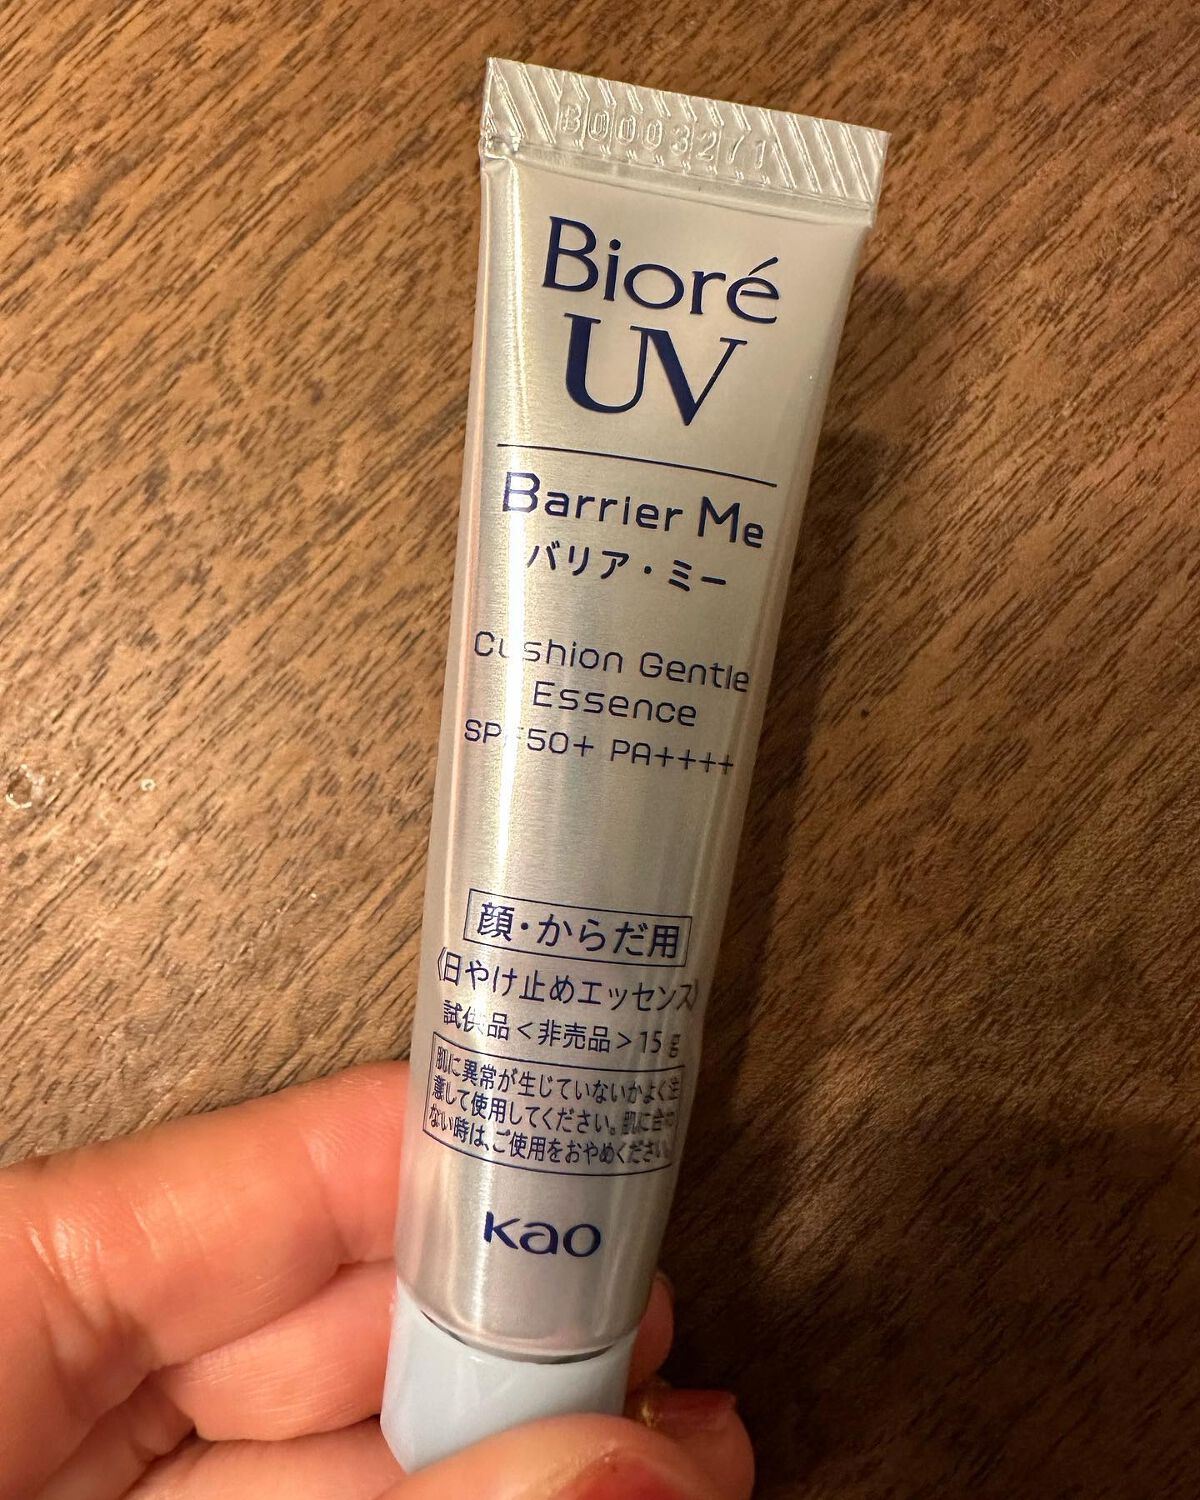 B0003271
Bioré
UV
Barrier Me
バリア・ミー
Cushion Gentle
Essence
SPF50+ PA++++
顔・からだ用
《日やけ止めエッセンス》
試供品<非売品>15g
肌に異常が生じていないかよく注
意して使用してください。肌に合わ
ない時は、ご使用をおやめください。
Kao